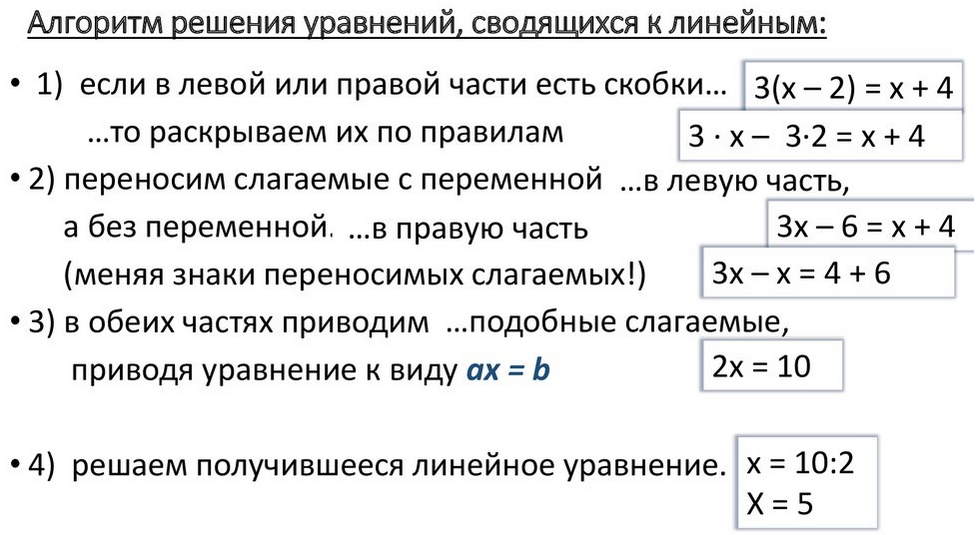 Алгоритм решения уравнений, сводящихся к линейным:
• 1) если в левой или правой части есть скобки... 3(x – 2) = x + 4
...то раскрываем их по правилам 3 · x – 3·2 = x + 4
• 2) переносим слагаемые с переменной ...в левую часть,
а без переменной. ...в правую часть 3x – 6 = x + 4
(меняя знаки переносимых слагаемых!) 3x – x = 4 + 6
• 3) в обеих частях приводим ...подобные слагаемые,
приводя уравнение к виду ax = b 2x = 10
• 4) решаем получившееся линейное уравнение. x = 10:2
X = 5